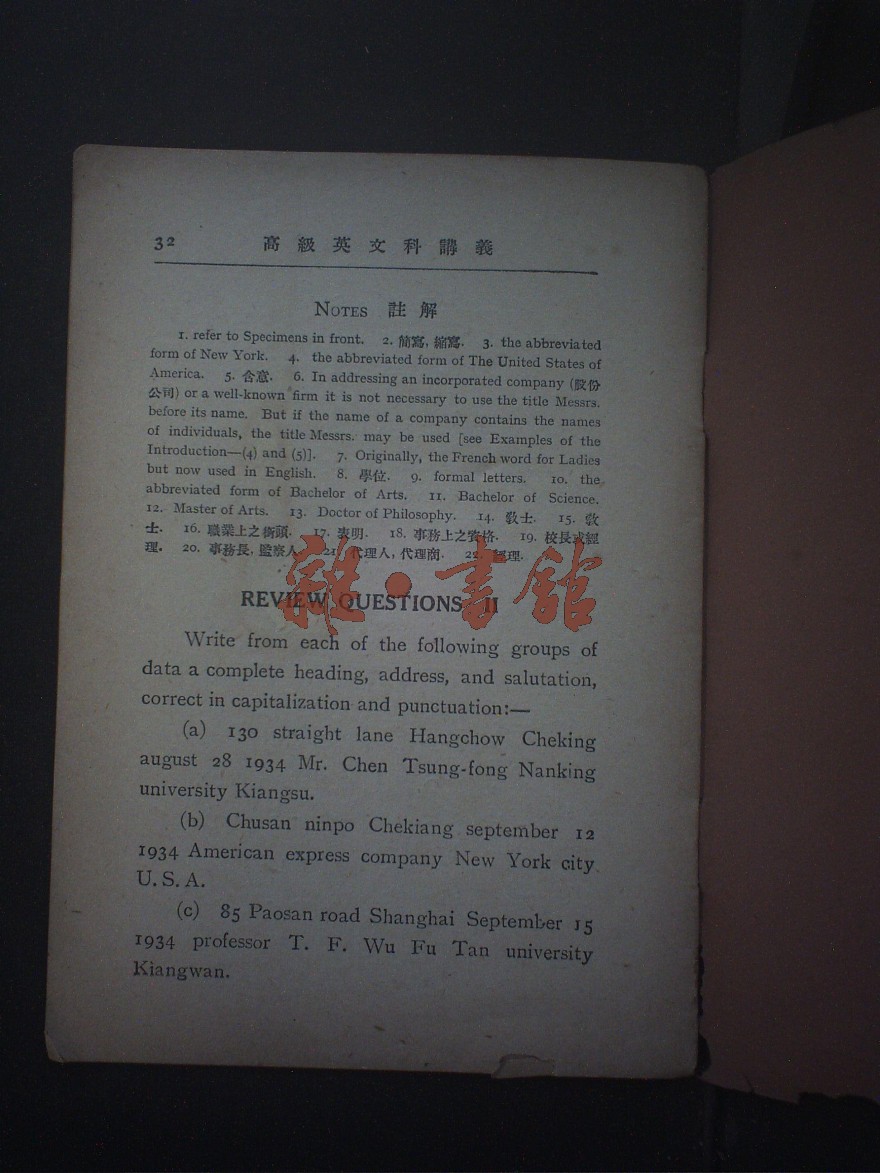 32 高級英文科講義
NOTES 註解
1. refer to Specimens in front. 2. 簡寫, 縮寫. 3. the abbreviated
form of New York. 4. the abbreviated form of The United States of
America. 5. 含意. 6. In addressing an incorporated company (股份
公司) or a well-known firm it is not necessary to use the title Messrs.
before its name. But if the name of a company contains the names
of individuals, the title Messrs. may be used [see Examples of the
Introduction—(4) and (5)]. 7. Originally, the French word for Ladies
but now used in English. 8. 學位. 9. formal letters. 10. the
abbreviated form of Bachelor of Arts. 11. Bachelor of Science.
12. Master of Arts. 13. Doctor of Philosophy. 14. 教士. 15. 教
士. 16. 職業上之銜頭. 17. 表明. 18. 事務上之資格. 19. 校長或經
理. 20. 事務長, 監察人. 21. 代理人, 代理商. 22. 經理.
雜·書館
REVIEW QUESTIONS II
Write from each of the following groups of
data a complete heading, address, and salutation,
correct in capitalization and punctuation:—
(a) 130 straight lane Hangchow Cheking
august 28 1934 Mr. Chen Tsung-fong Nanking
university Kiangsu.
(b) Chusan ninpo Chekiang september 12
1934 American express company New York city
U. S. A.
(c) 85 Paosan road Shanghai September 15
1934 professor T. F. Wu Fu Tan university
Kiangwan.